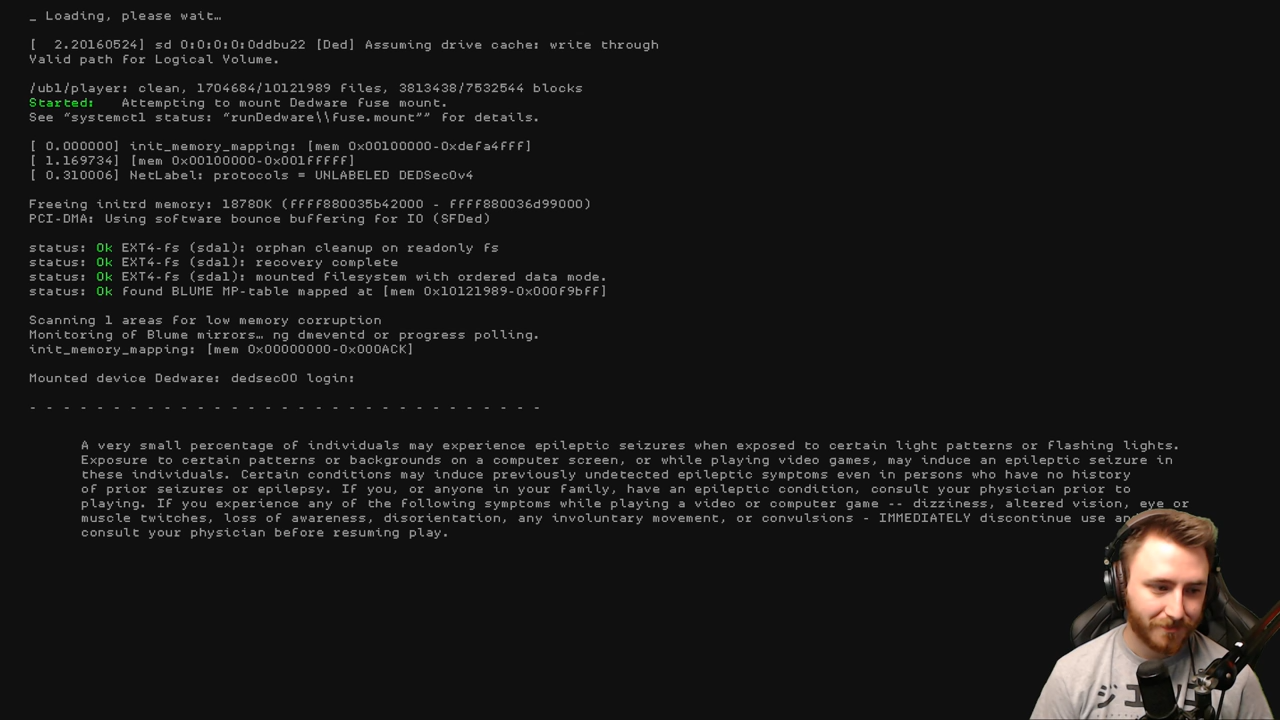 _ Loading, please wait…
[  2.20160524] sd 0:0:0:0:0ddbu22 [Ded] Assuming drive cache: write through
Valid path for Logical Volume.
/ubl/player: clean, 1704684/10121989 files, 3813438/7532544 blocks
Started:   Attempting to mount Dedware fuse mount.
See “systemctl status: “runDedware\\fuse.mount”” for details.
[ 0.000000] init_memory_mapping: [mem 0x00100000-0xdefa4fff]
[ 1.169734] [mem 0x00100000-0x001fffff]
[ 0.310006] NetLabel: protocols = UNLABELED DEDSec0v4
Freeing initrd memory: 18780K (ffff880035b42000 - ffff880036d99000)
PCI-DMA: Using software bounce buffering for IO (SFDed)
status: Ok EXT4-fs (sda1): orphan cleanup on readonly fs
status: Ok EXT4-fs (sda1): recovery complete
status: Ok EXT4-fs (sda1): mounted filesystem with ordered data mode.
status: Ok found BLUME MP-table mapped at [mem 0x10121989-0x000f9bff]
Scanning 1 areas for low memory corruption
Monitoring of Blume mirrors… ng dmeventd or progress polling.
init_memory_mapping: [mem 0x00000000-0x000ACK]
Mounted device Dedware: dedsec00 login:
- - - - - - - - - - - - - - - - - - - - - - - - - - - - - - -
A very small percentage of individuals may experience epileptic seizures when exposed to certain light patterns or flashing lights.
Exposure to certain patterns or backgrounds on a computer screen, or while playing video games, may induce an epileptic seizure in
these individuals. Certain conditions may induce previously undetected epileptic symptoms even in persons who have no history
of prior seizures or epilepsy. If you, or anyone in your family, have an epileptic condition, consult your physician prior to
playing. If you experience any of the following symptoms while playing a video or computer game -- dizziness, altered vision, eye or
muscle twitches, loss of awareness, disorientation, any involuntary movement, or convulsions - IMMEDIATELY discontinue use and
consult your physician before resuming play.